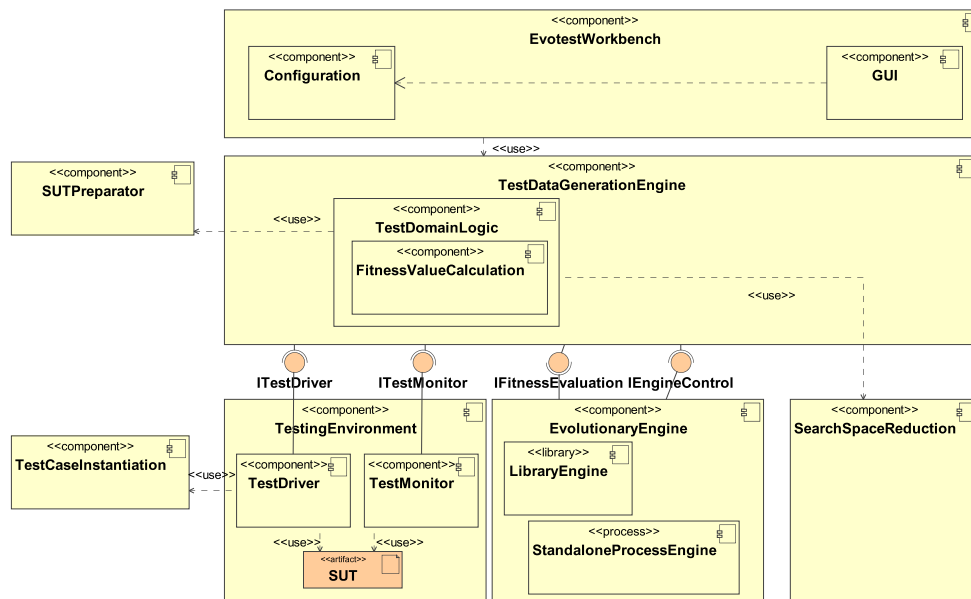 <<component>>
EvotestWorkbench
<<component>>
Configuration
<<component>>
GUI
<<use>>
<<component>>
SUTPreparator
<<component>>
TestDataGenerationEngine
<<use>>
<<component>>
TestDomainLogic
<<component>>
FitnessValueCalculation
<<use>>
ITestDriver
ITestMonitor
IFitnessEvaluation
IEngineControl
<<component>>
TestingEnvironment
<<component>>
EvolutionaryEngine
<<component>>
SearchSpaceReduction
<<component>>
TestCaseInstantiation
<<use>>
<<component>>
TestDriver
<<component>>
TestMonitor
<<library>>
LibraryEngine
<<process>>
StandaloneProcessEngine
<<use>>
<<use>>
<<artifact>>
SUT